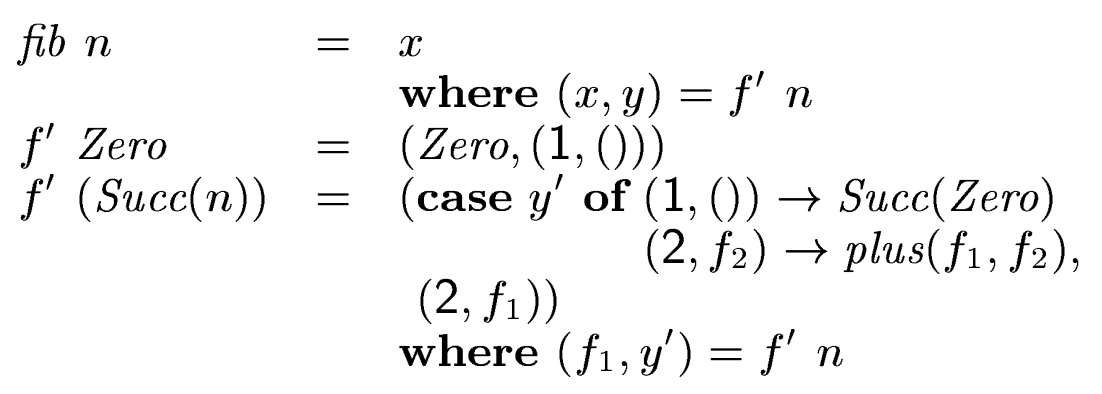 fib n = x
where (x, y) = f′ n
f′ Zero = (Zero, (1, ()))
f′ (Succ(n)) = (case y′ of (1, ()) → Succ(Zero)
(2, f₂) → plus(f₁, f₂),
(2, f₁))
where (f₁, y′) = f′ n